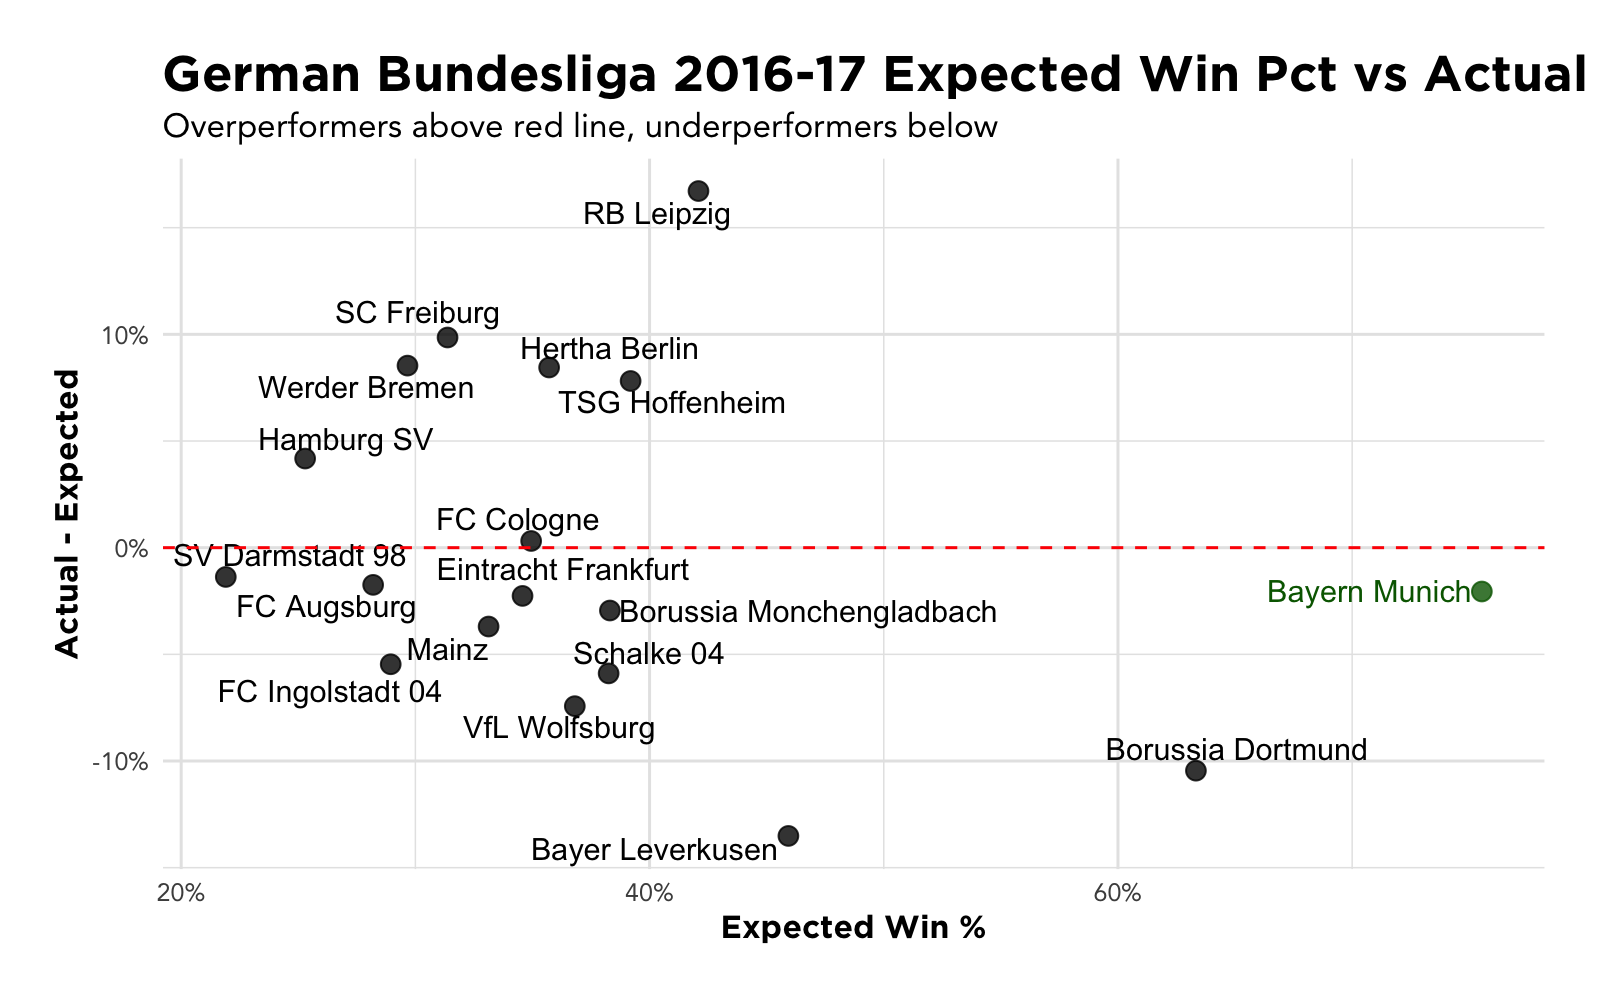 German Bundesliga 2016-17 Expected Win Pct vs Actual
Overperformers above red line, underperformers below
RB Leipzig
SC Freiburg
10%
Hertha Berlin
Werder Bremen
TSG Hoffenheim
Hamburg SV
Actual - Expected
FC Cologne
0%
SV Darmstadt 98
Eintracht Frankfurt
Bayern Munich
FC Augsburg
Borussia Monchengladbach
Mainz
Schalke 04
FC Ingolstadt 04
VfL Wolfsburg
Borussia Dortmund
-10%
Bayer Leverkusen
20%
40%
60%
Expected Win %